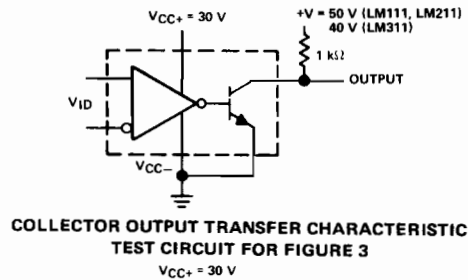 VCC+ = 30 V
+V = 50 V (LM111, LM211)
40 V (LM311)
1 kΩ
OUTPUT
VID
VCC–
COLLECTOR OUTPUT TRANSFER CHARACTERISTIC
TEST CIRCUIT FOR FIGURE 3
VCC+ = 30 V